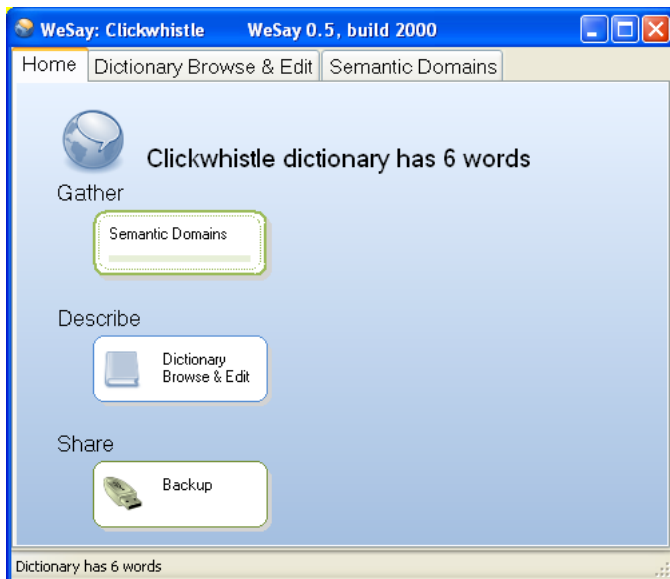 WeSay: Clickwhistle WeSay 0.5, build 2000
Home Dictionary Browse & Edit Semantic Domains
Clickwhistle dictionary has 6 words
Gather
Semantic Domains
Describe
Dictionary
Browse & Edit
Share
Backup
Dictionary has 6 words